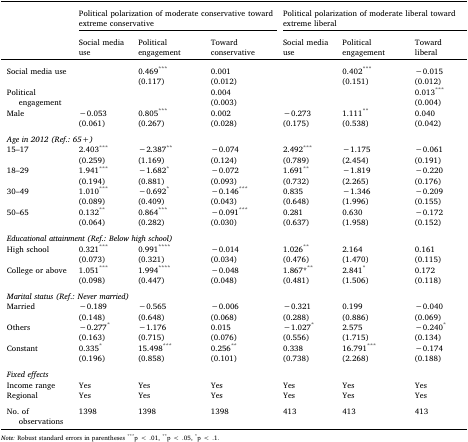 Political polarization of moderate conservative toward extreme conservative | Political polarization of moderate liberal toward extreme liberal
Social media use | Political engagement | Toward conservative | Social media use | Political engagement | Toward liberal
Social media use 0.469*** 0.001 0.402*** −0.015
(0.117) (0.012) (0.151) (0.012)
Political engagement 0.004 0.013***
(0.003) (0.004)
Male −0.053 0.805*** 0.002 −0.273 1.111** 0.040
(0.061) (0.267) (0.028) (0.175) (0.538) (0.042)
Age in 2012 (Ref.: 65+)
15–17 2.403*** −2.387** −0.074 2.492*** −1.175 −0.061
(0.259) (1.169) (0.124) (0.789) (2.454) (0.191)
18–29 1.941*** −1.682* −0.072 1.691** −1.819 −0.220
(0.194) (0.881) (0.093) (0.732) (2.265) (0.176)
30–49 1.010*** −0.692* −0.146*** 0.835 −1.346 −0.209
(0.089) (0.409) (0.043) (0.648) (1.996) (0.155)
50–65 0.132** 0.864*** −0.091*** 0.281 0.630 −0.172
(0.064) (0.282) (0.030) (0.637) (1.958) (0.152)
Educational attainment (Ref.: Below high school)
High school 0.321*** 0.991*** −0.014 1.026** 2.164 0.161
(0.073) (0.321) (0.034) (0.476) (1.470) (0.115)
College or above 1.051*** 1.994*** −0.048 1.867*** 2.841* 0.172
(0.098) (0.447) (0.048) (0.481) (1.506) (0.118)
Marital status (Ref.: Never married)
Married −0.189 −0.565 −0.006 −0.321 0.199 −0.040
(0.148) (0.648) (0.068) (0.288) (0.886) (0.069)
Others −0.277* −1.176 0.015 −1.027* 2.575 −0.240*
(0.163) (0.715) (0.076) (0.556) (1.715) (0.134)
Constant 0.335* 15.498*** 0.256** 0.338 16.791*** −0.174
(0.196) (0.858) (0.101) (0.738) (2.268) (0.188)
Fixed effects
Income range Yes Yes Yes Yes Yes Yes
Regional Yes Yes Yes Yes Yes Yes
No. of observations 1398 1398 1398 413 413 413
Note: Robust standard errors in parentheses ***p < .01, **p < .05, *p < .1.